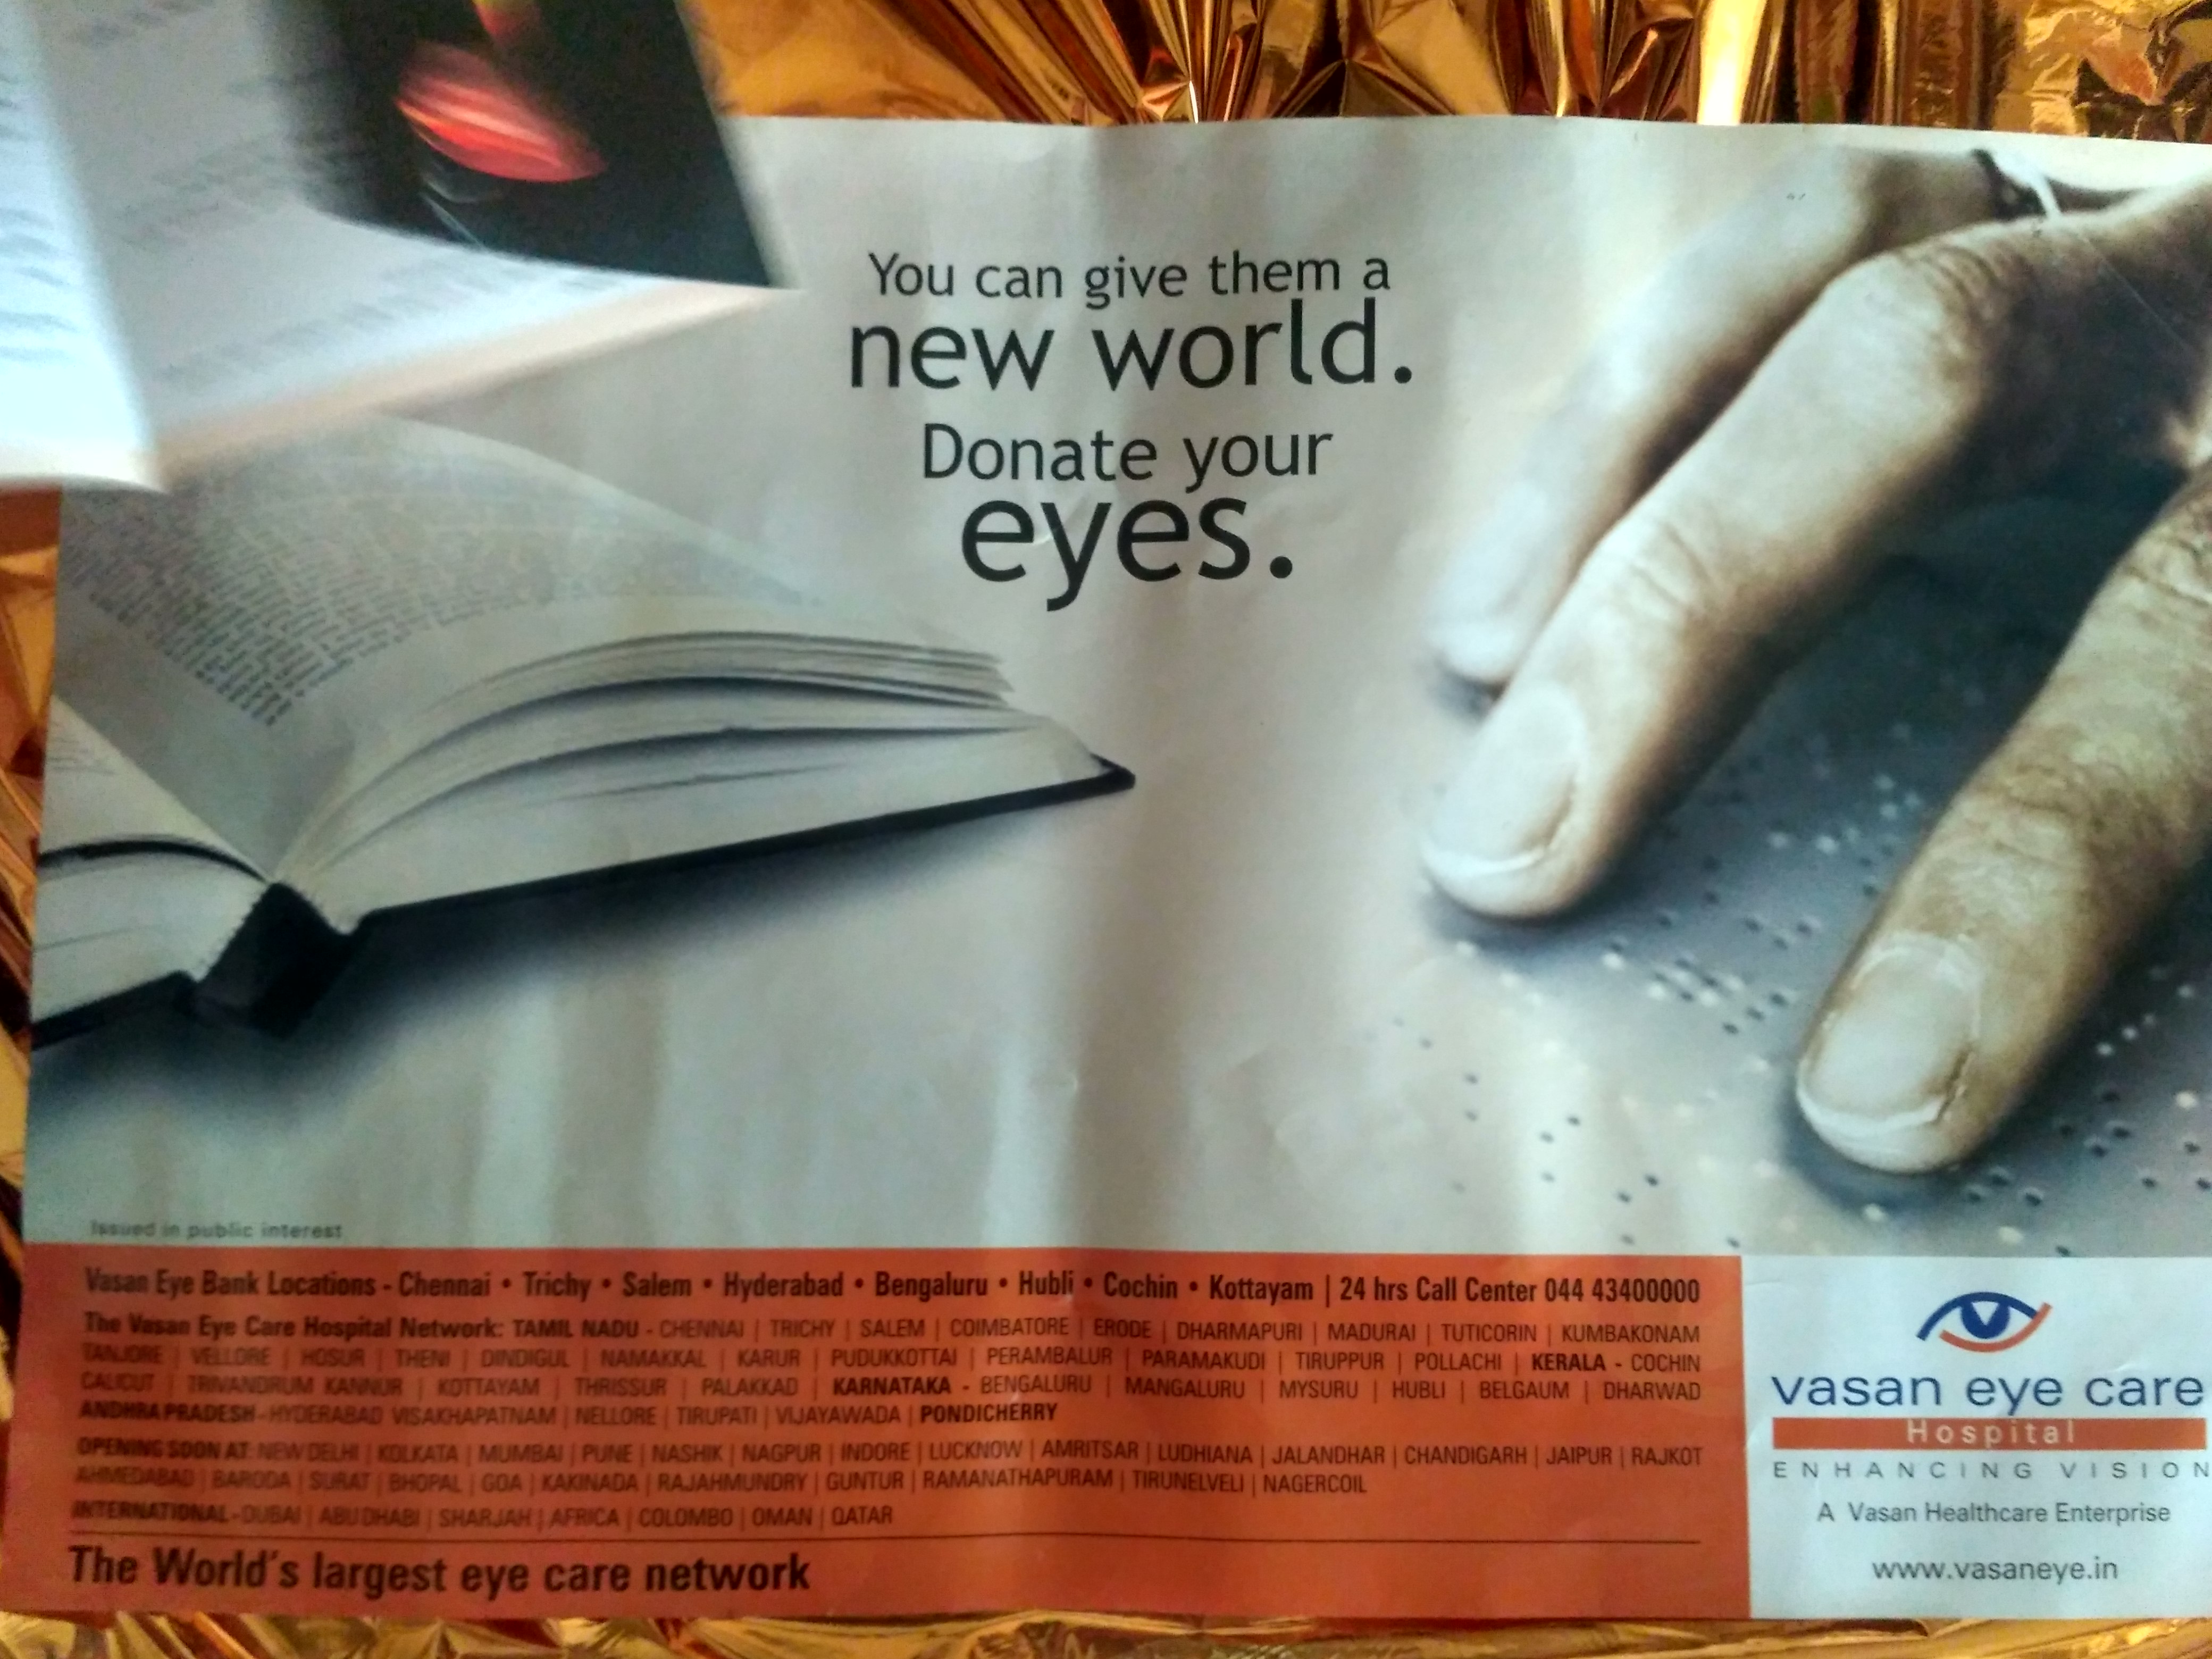 You can give them a
new world.
Donate your
eyes.
Issued in public interest
Vasan Eye Bank Locations - Chennai • Trichy • Salem • Hyderabad • Bengaluru • Hubli • Cochin • Kottayam | 24 hrs Call Center 044 43400000
The Vasan Eye Care Hospital Network: TAMIL NADU - CHENNAI | TRICHY | SALEM | COIMBATORE | ERODE | DHARMAPURI | MADURAI | TUTICORIN | KUMBAKONAM
TANJORE | VELLORE | HOSUR | THENI | DINDIGUL | NAMAKKAL | KARUR | PUDUKKOTTAI | PERAMBALUR | PARAMAKUDI | TIRUPPUR | POLLACHI | KERALA - COCHIN
CALICUT | TRIVANDRUM KANNUR | KOTTAYAM | THRISSUR | PALAKKAD | KARNATAKA - BENGALURU | MANGALURU | MYSURU | HUBLI | BELGAUM | DHARWAD
ANDHRA PRADESH - HYDERABAD VISAKHAPATNAM | NELLORE | TIRUPATI | VIJAYAWADA | PONDICHERRY
OPENING SOON AT NEW DELHI | KOLKATA | MUMBAI | PUNE | NASHIK | NAGPUR | INDORE | LUCKNOW | AMRITSAR | LUDHIANA | JALANDHAR | CHANDIGARH | JAIPUR | RAJKOT
AHMEDABAD | BARODA | SURAT | BHOPAL | GOA | KAKINADA | RAJAHMUNDRY | GUNTUR | RAMANATHAPURAM | TIRUNELVELI | NAGERCOIL
INTERNATIONAL - DUBAI | ABU DHABI | SHARJAH | AFRICA | COLOMBO | OMAN | QATAR
The World's largest eye care network
vasan eye care
Hospital
ENHANCING VISION
A Vasan Healthcare Enterprise
www.vasaneye.in